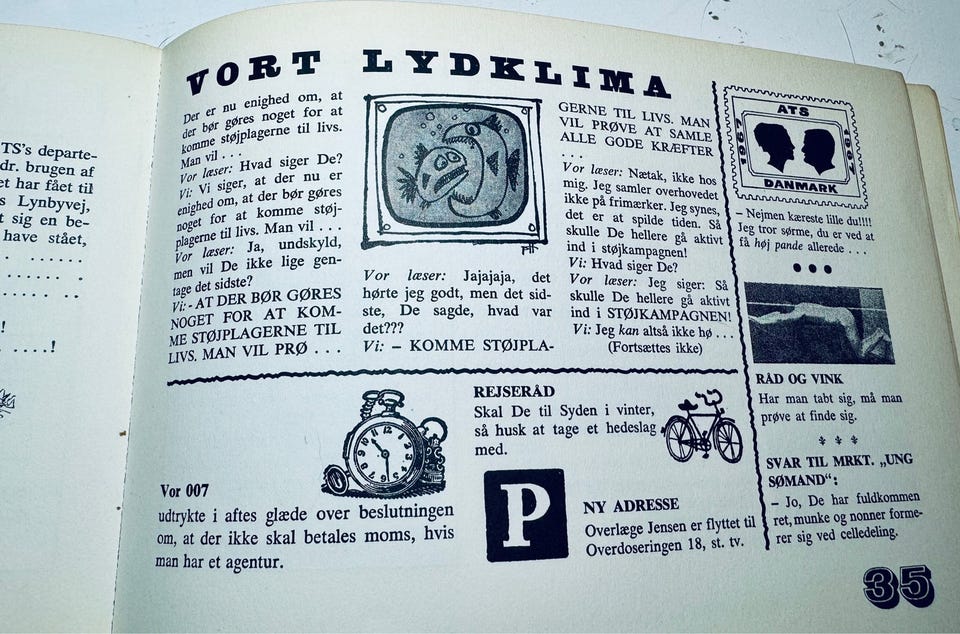 TS's departe-
dr. brugen af
et har fået til
s Lynbyvej,
t sig en be-
have stået,
. . . . . .
. . . . . .
!
. . . .!
VORT LYDKLIMA
Der er nu enighed om, at
der bør gøres noget for at
komme støjplagerne til livs.
Man vil . . .
Vor læser: Hvad siger De?
Vi: Vi siger, at der nu er
enighed om, at der bør gøres
noget for at komme støj-
plagerne til livs. Man vil . . .
Vor læser: Ja, undskyld,
men vil De ikke lige gen-
tage det sidste?
Vi: - AT DER BØR GØRES
NOGET FOR AT KOM-
ME STØJPLAGERNE TIL
LIVS. MAN VIL PRØ . . .
Vor læser: Jajajaja, det
hørte jeg godt, men det sid-
ste, De sagde, hvad var
det???
Vi: – KOMME STØJPLA-
GERNE TIL LIVS. MAN
VIL PRØVE AT SAMLE
ALLE GODE KRÆFTER
. . .
Vor læser: Nætak, ikke hos
mig. Jeg samler overhovedet
ikke på frimærker. Jeg synes,
det er at spilde tiden. Så
skulle De hellere gå aktivt
ind i støjkampagnen!
Vi: Hvad siger De?
Vor læser: Jeg siger: Så
skulle De hellere gå aktivt
ind i STØJKAMPAGNEN!
Vi: Jeg kan altså ikke hø . . .
(Fortsættes ikke)
ATS
1967
1967
DANMARK
– Nejmen kæreste lille du!!!!
Jeg tror sørme, du er ved at
få høj pande allerede . . .
RÅD OG VINK
Har man tabt sig, må man
prøve at finde sig.
SVAR TIL MRKT. „UNG
SØMAND“:
– Jo, De har fuldkommen
ret, munke og nonner forme-
rer sig ved celledeling.
Vor 007
udtrykte i aftes glæde over beslutningen
om, at der ikke skal betales moms, hvis
man har et agentur.
REJSERÅD
Skal De til Syden i vinter,
så husk at tage et hedeslag
med.
P
NY ADRESSE
Overlæge Jensen er flyttet til
Overdoseringen 18, st. tv.
35